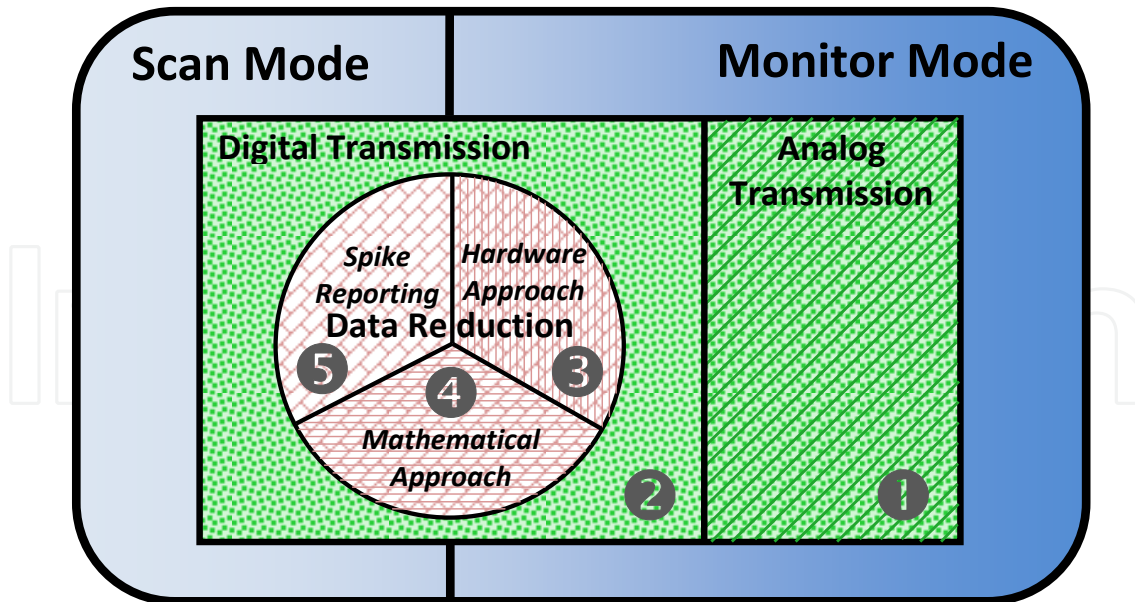 Scan Mode
Monitor Mode
Digital Transmission
Analog
Transmission
Spike
Reporting
Hardware
Approach
Data Reduction
5
4
3
Mathematical
Approach
2
1